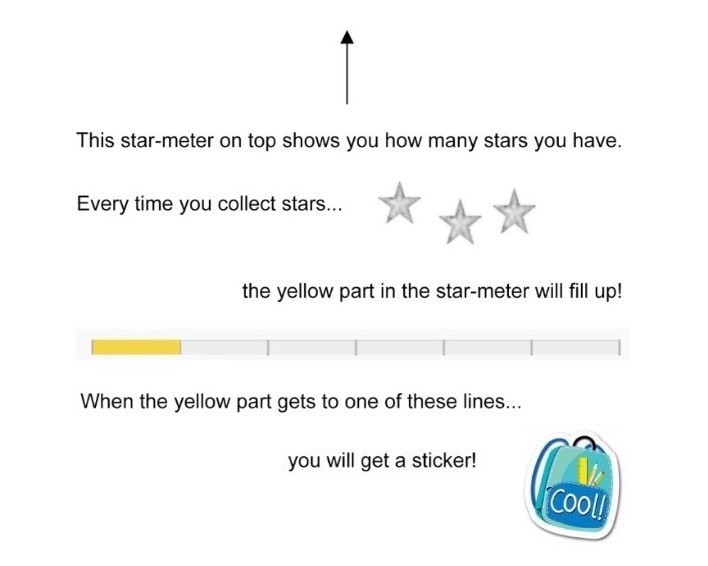 This star-meter on top shows you how many stars you have.
Every time you collect stars...
the yellow part in the star-meter will fill up!
When the yellow part gets to one of these lines...
you will get a sticker!
Cool!